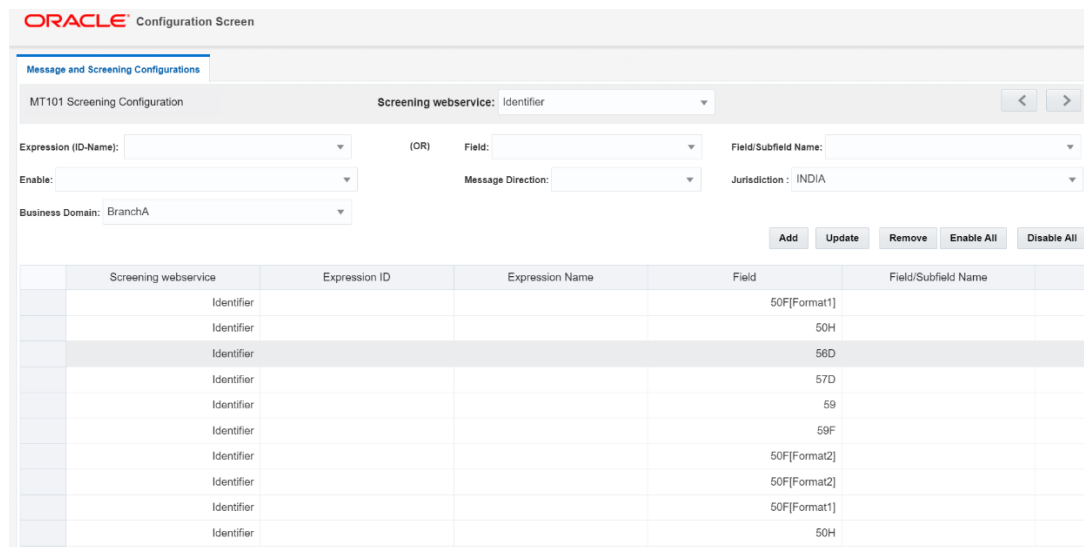 ORACLE® Configuration Screen
Message and Screening Configurations
MT101 Screening Configuration Screening webservice: Identifier
Expression (ID-Name): (OR) Field: Field/Subfield Name:
Enable: Message Direction: Jurisdiction : INDIA
Business Domain: BranchA
Add Update Remove Enable All Disable All
Screening webservice Expression ID Expression Name Field Field/Subfield Name
Identifier 50F[Format1]
Identifier 50H
Identifier 56D
Identifier 57D
Identifier 59
Identifier 59F
Identifier 50F[Format2]
Identifier 50F[Format2]
Identifier 50F[Format1]
Identifier 50H